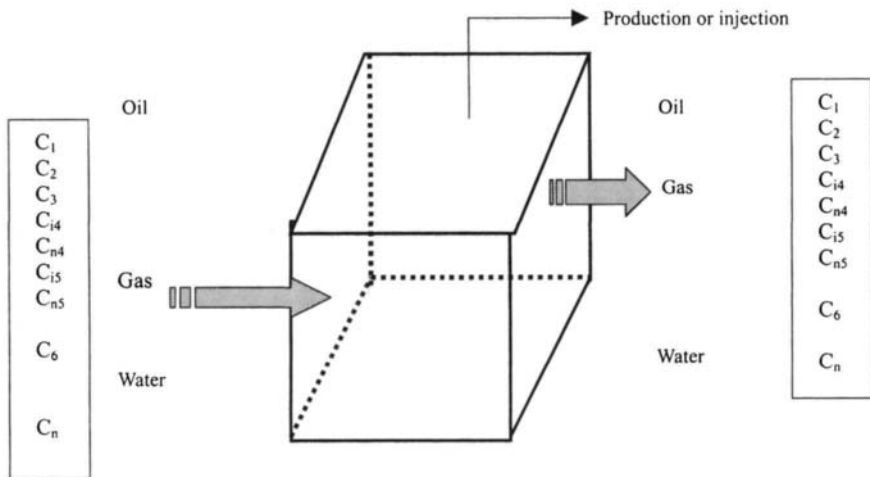 Production or injection
Oil
Oil
C₁
C₂
C₃
Cᵢ₄
Cₙ₄
Cᵢ₅
Cₙ₅
C₆
Cₙ
Gas
Water
Gas
Water
C₁
C₂
C₃
Cᵢ₄
Cₙ₄
Cᵢ₅
Cₙ₅
C₆
Cₙ